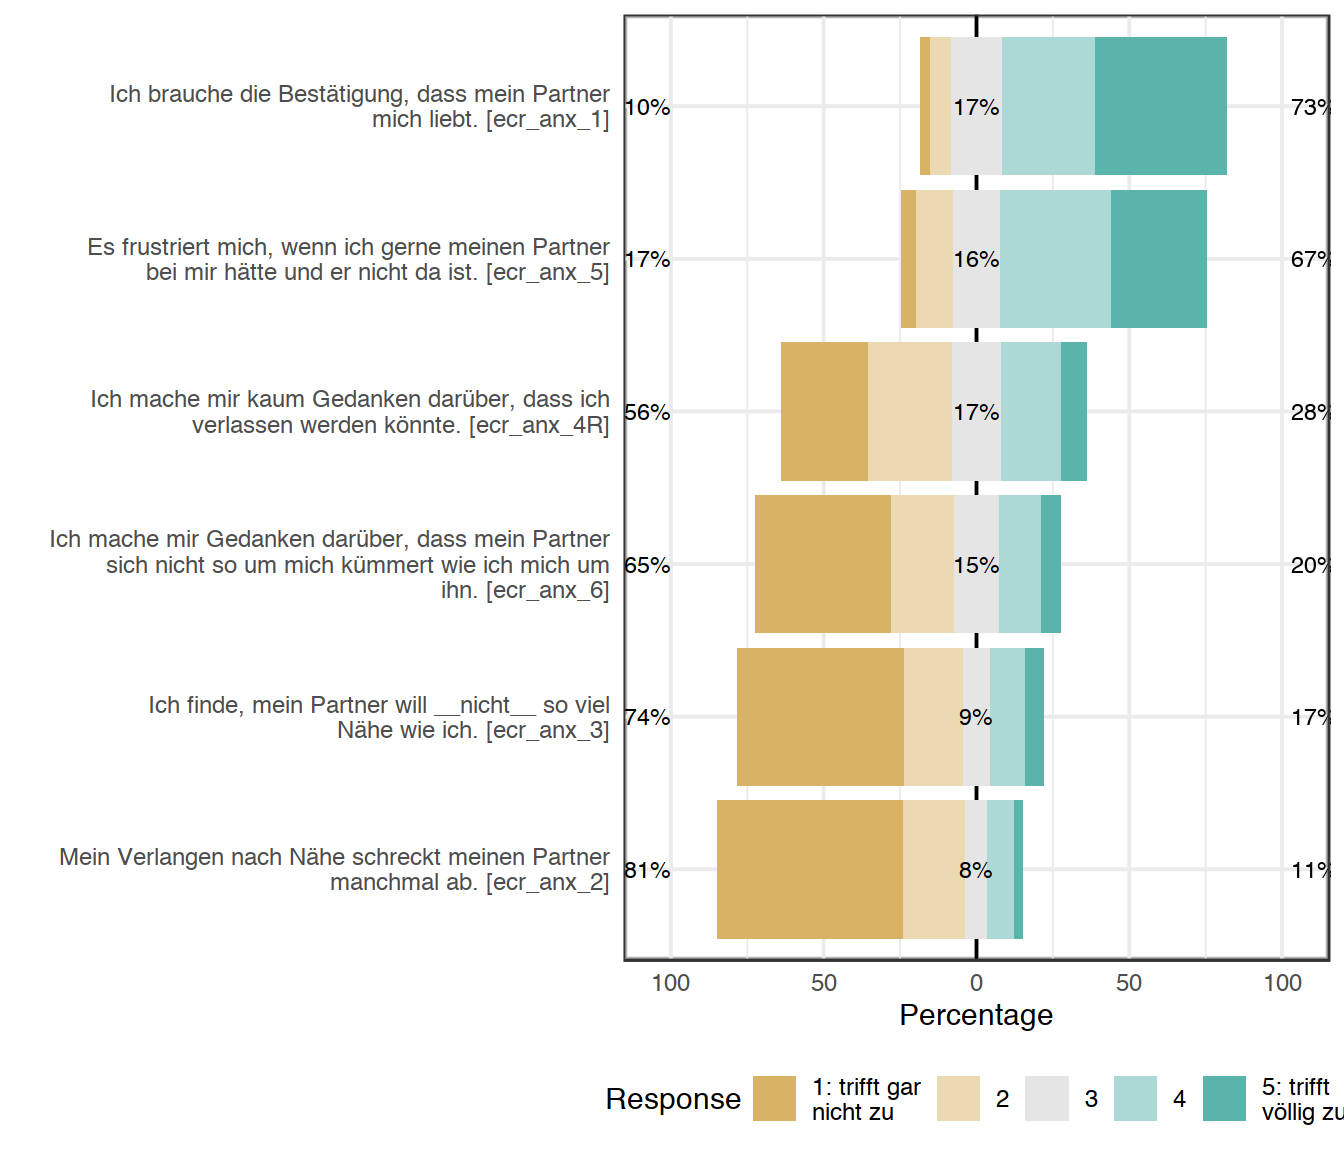 Ich brauche die Bestätigung, dass mein Partner
mich liebt. [ecr_anx_1]
10%
17%
73%
Es frustriert mich, wenn ich gerne meinen Partner
bei mir hätte und er nicht da ist. [ecr_anx_5]
17%
16%
67%
Ich mache mir kaum Gedanken darüber, dass ich
verlassen werden könnte. [ecr_anx_4R]
56%
17%
28%
Ich mache mir Gedanken darüber, dass mein Partner
sich nicht so um mich kümmert wie ich mich um
ihn. [ecr_anx_6]
65%
15%
20%
Ich finde, mein Partner will __nicht__ so viel
Nähe wie ich. [ecr_anx_3]
74%
9%
17%
Mein Verlangen nach Nähe schreckt meinen Partner
manchmal ab. [ecr_anx_2]
81%
8%
11%
100 50 0 50 100
Percentage
Response
1: trifft gar
nicht zu
2
3
4
5: trifft
völlig zu